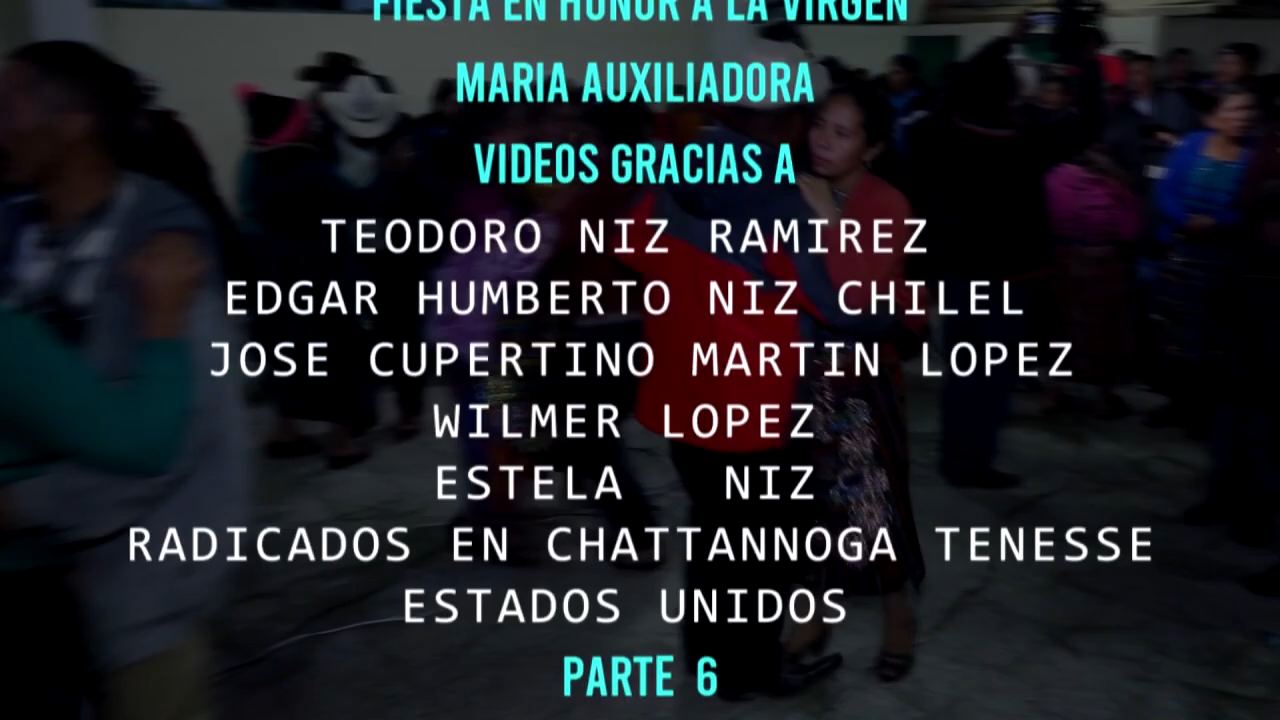 FIESTA EN HONOR A LA VIRGEN
MARIA AUXILIADORA
VIDEOS GRACIAS A
TEODORO NIZ RAMIREZ
EDGAR HUMBERTO NIZ CHILEL
JOSE CUPERTINO MARTIN LOPEZ
WILMER LOPEZ
ESTELA NIZ
RADICADOS EN CHATTANNOGA TENESSE
ESTADOS UNIDOS
PARTE 6